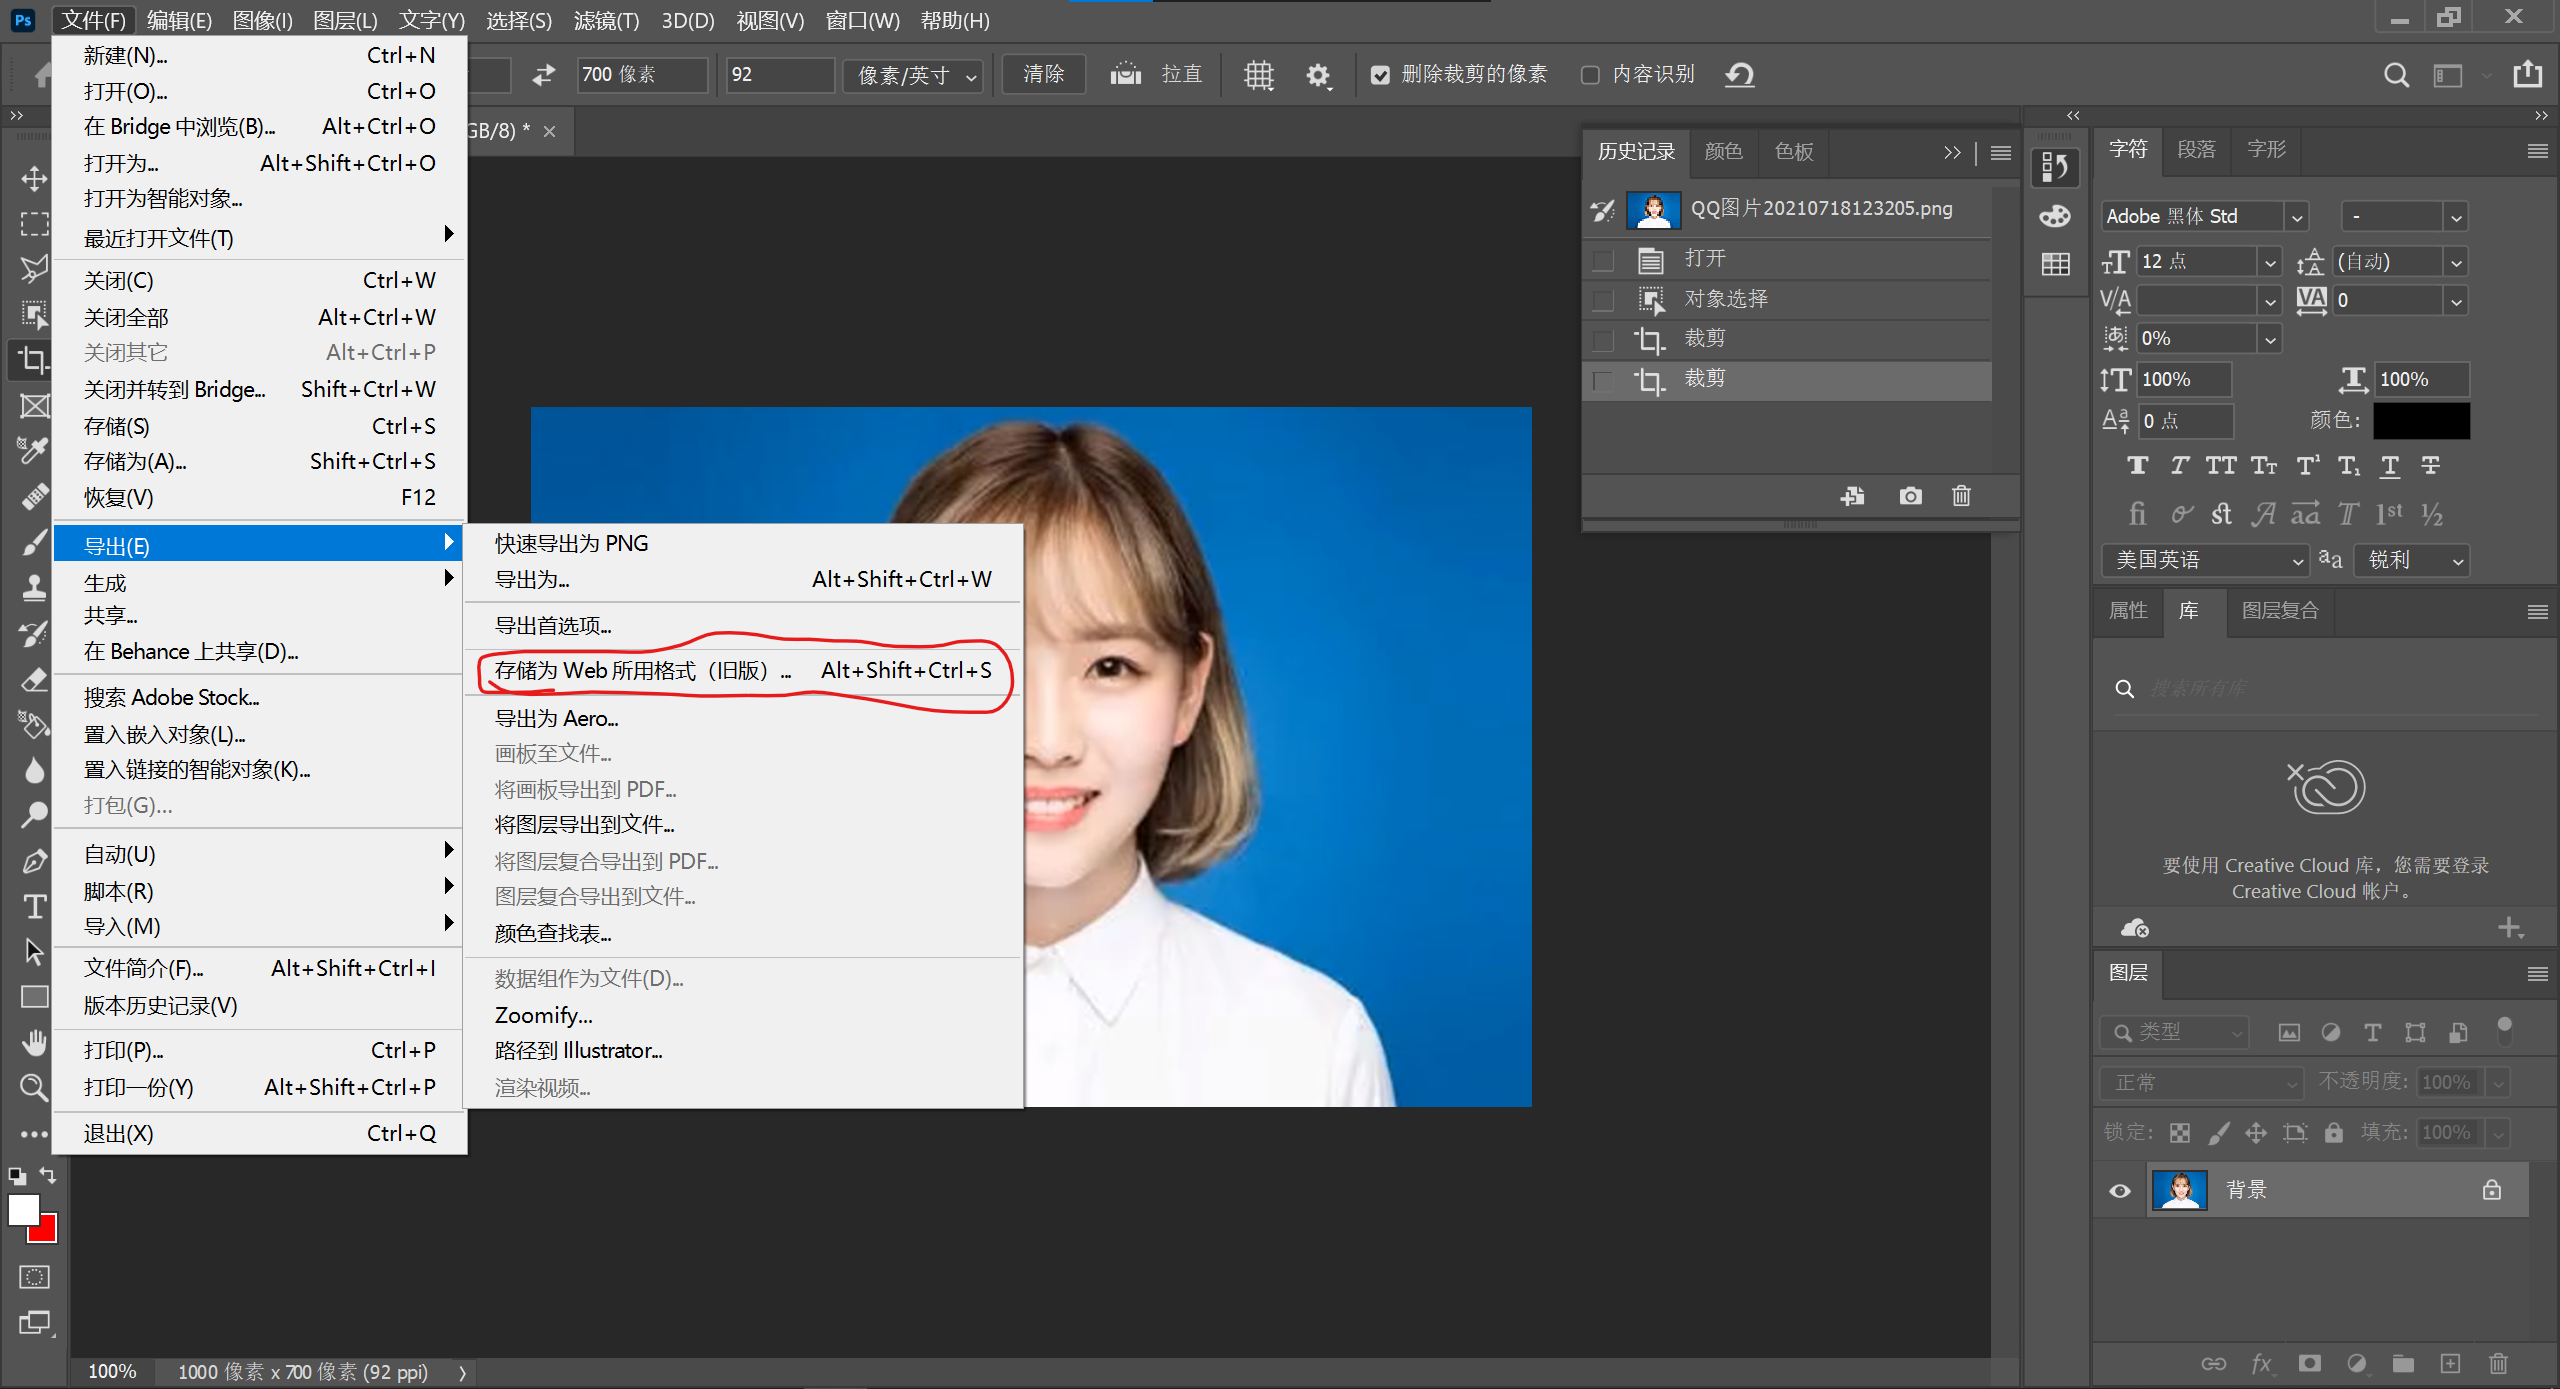 Ps 文件(F) 编辑(E) 图像(I) 图层(L) 文字(Y) 选择(S) 滤镜(T) 3D(D) 视图(V) 窗口(W) 帮助(H)
700 像素 92 像素/英寸 清除 拉直 删除裁剪的像素 内容识别
GB/8) * ×
新建(N)... Ctrl+N
打开(O)... Ctrl+O
在 Bridge 中浏览(B)... Alt+Ctrl+O
打开为... Alt+Shift+Ctrl+O
打开为智能对象...
最近打开文件(T)
关闭(C) Ctrl+W
关闭全部 Alt+Ctrl+W
关闭其它 Alt+Ctrl+P
关闭并转到 Bridge... Shift+Ctrl+W
存储(S) Ctrl+S
存储为(A)... Shift+Ctrl+S
恢复(V) F12
导出(E)
生成
共享...
在 Behance 上共享(D)...
搜索 Adobe Stock...
置入嵌入对象(L)...
置入链接的智能对象(K)...
打包(G)...
自动(U)
脚本(R)
导入(M)
文件简介(F)... Alt+Shift+Ctrl+I
版本历史记录(V)
打印(P)... Ctrl+P
打印一份(Y) Alt+Shift+Ctrl+P
退出(X) Ctrl+Q
快速导出为 PNG
导出为... Alt+Shift+Ctrl+W
导出首选项...
存储为 Web 所用格式（旧版）... Alt+Shift+Ctrl+S
导出为 Aero...
画板至文件...
将画板导出到 PDF...
将图层导出到文件...
将图层复合导出到 PDF...
图层复合导出到文件...
颜色查找表...
数据组作为文件(D)...
Zoomify...
路径到 Illustrator...
渲染视频...
历史记录 颜色 色板
QQ图片20210718123205.png
打开
对象选择
裁剪
裁剪
字符 段落 字形
Adobe 黑体 Std -
12 点 (自动)
V/A VA 0
0%
100% 100%
0 点 颜色:
T T TT Tт T¹ T₁ T T
fi st A aa T 1st ½
美国英语 aa 锐利
属性 库 图层复合
搜索所有库
要使用 Creative Cloud 库，您需要登录
Creative Cloud 帐户。
图层
类型
正常 不透明度: 100%
锁定: 填充: 100%
背景
fx
100% 1000 像素 x 700 像素 (92 ppi)